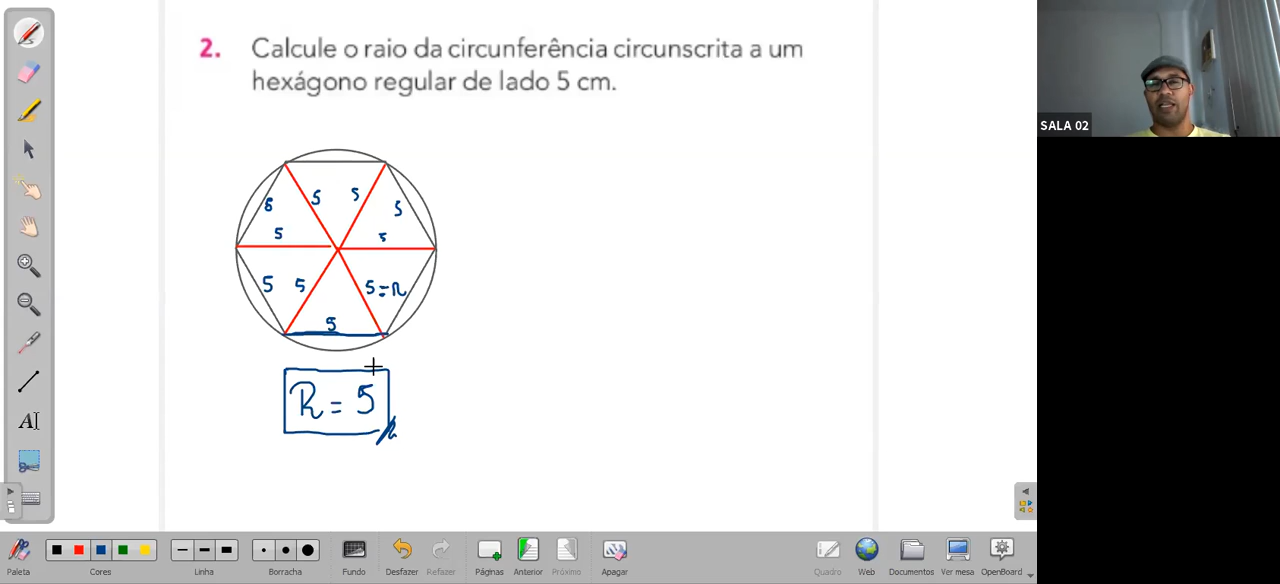 2. Calcule o raio da circunferência circunscrita a um
hexágono regular de lado 5 cm.
SALA 02
5 5 5 5
5 5
5 5 5=R
5
R = 5
Paleta
Cores
Linha
Borracha
Fundo
Desfazer
Refazer
Páginas
Anterior
Próximo
Apagar
Quadro
Web
Documentos
Ver mesa
OpenBoard